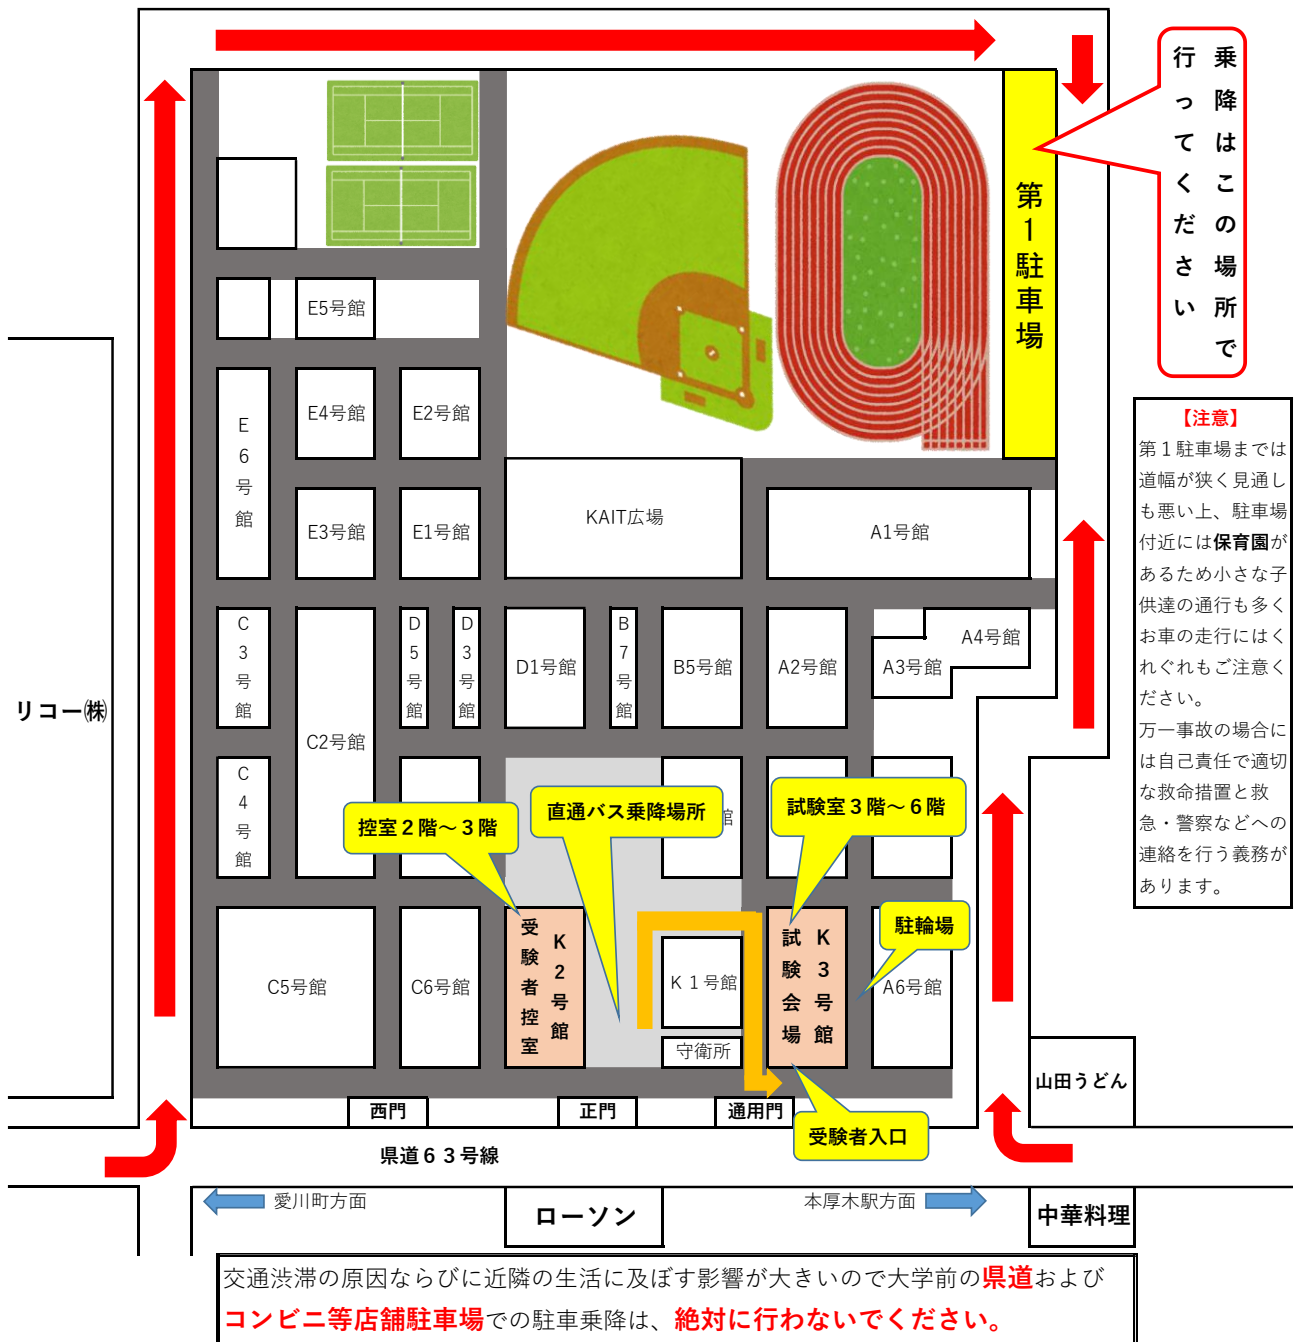 乗降はこの場所で
行ってください
第1駐車場
【注意】
第1駐車場までは
道幅が狭く見通し
も悪い上、駐車場
付近には保育園が
あるため小さな子
供達の通行も多く
お車の走行にはく
れぐれもご注意く
ださい。
万一事故の場合に
は自己責任で適切
な救命措置と救
急・警察などへの
連絡を行う義務が
あります。
E5号館
E6号館
E4号館
E2号館
E3号館
E1号館
KAIT広場
A1号館
リコー㈱
C3号館
C2号館
D5号館
D3号館
D1号館
B7号館
B5号館
A2号館
A3号館
A4号館
C4号館
控室2階～3階
直通バス乗降場所
館
試験室3階～6階
駐輪場
C5号館
C6号館
K2号館
受験者控室
K1号館
守衛所
K3号館
試験会場
A6号館
山田うどん
西門
正門
通用門
受験者入口
県道63号線
愛川町方面
ローソン
本厚木駅方面
中華料理
交通渋滞の原因ならびに近隣の生活に及ぼす影響が大きいので大学前の県道および
コンビニ等店舗駐車場での駐車乗降は、絶対に行わないでください。